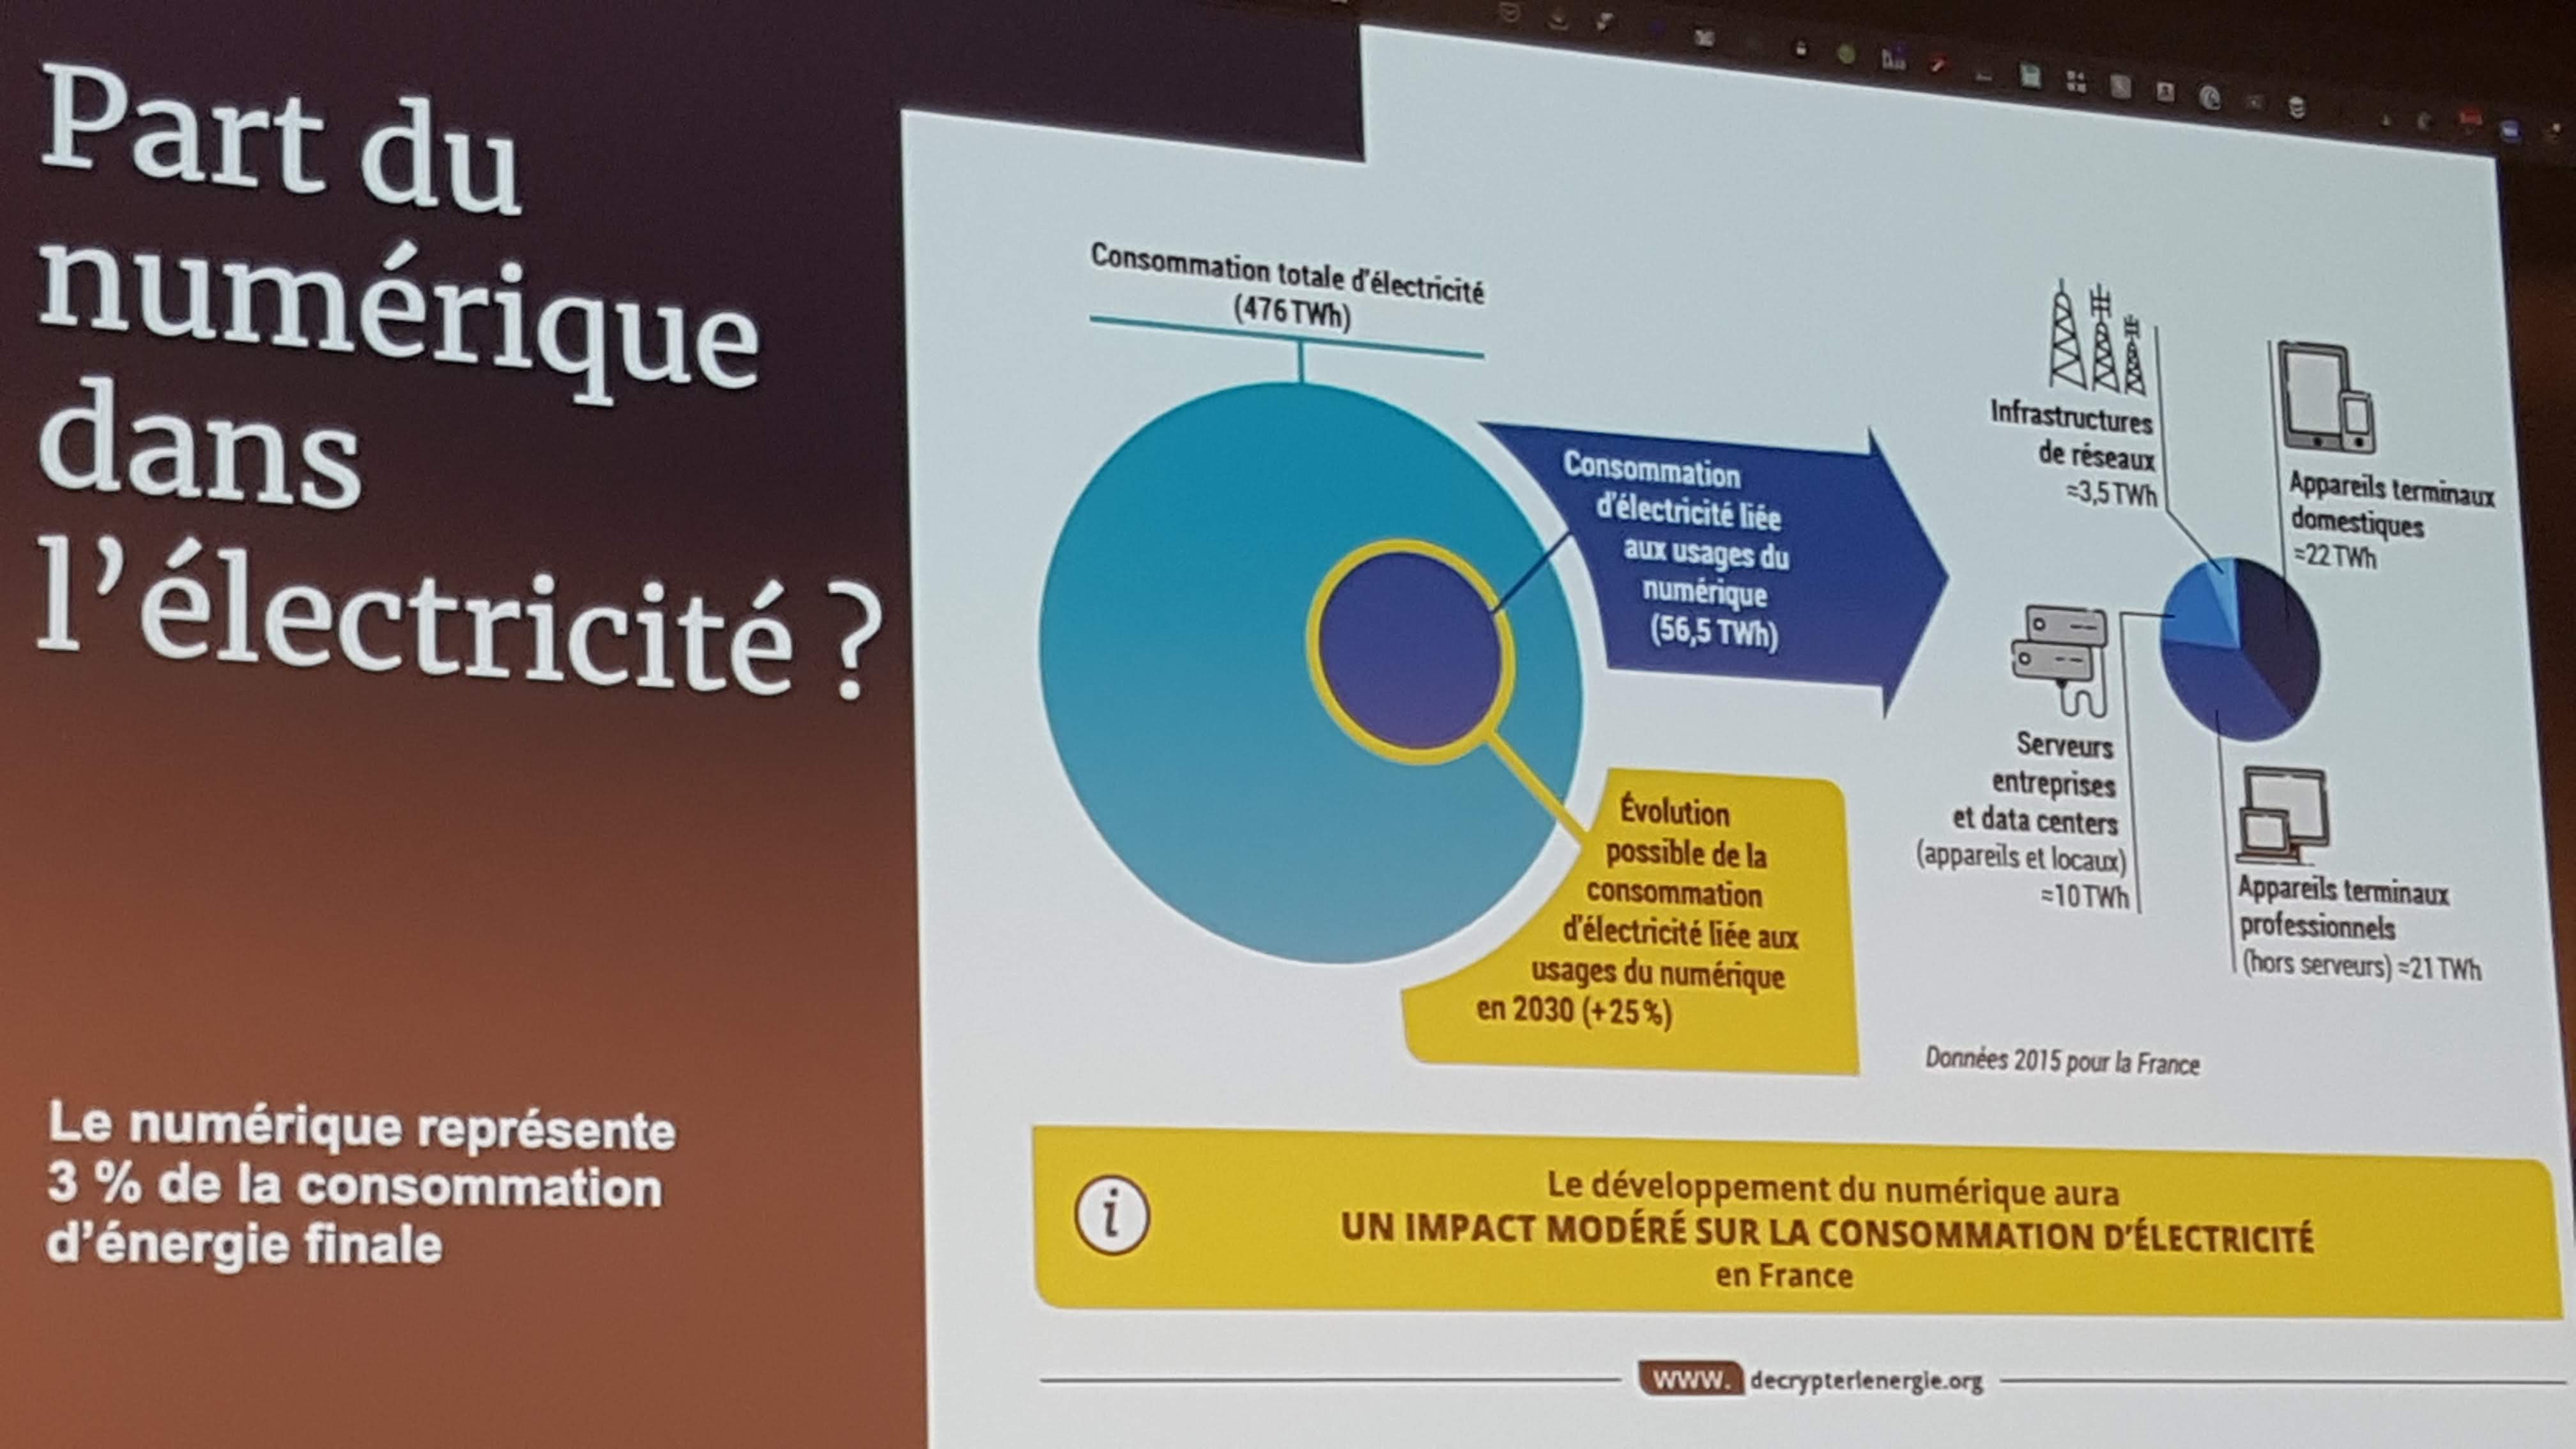 Part du
numérique
dans
l'électricité ?
Le numérique représente
3 % de la consommation
d'énergie finale
Consommation totale d'électricité
(476 TWh)
Consommation
d'électricité liée
aux usages du
numérique
(56,5 TWh)
Évolution
possible de la
consommation
d'électricité liée aux
usages du numérique
en 2030 (+25 %)
Infrastructures
de réseaux
≈3,5 TWh
Appareils terminaux
domestiques
≈22 TWh
Serveurs
entreprises
et data centers
(appareils et locaux)
≈10 TWh
Appareils terminaux
professionnels
(hors serveurs) ≈21 TWh
Données 2015 pour la France
i
Le développement du numérique aura
UN IMPACT MODÉRÉ SUR LA CONSOMMATION D'ÉLECTRICITÉ
en France
www. decrypterlenergie.org